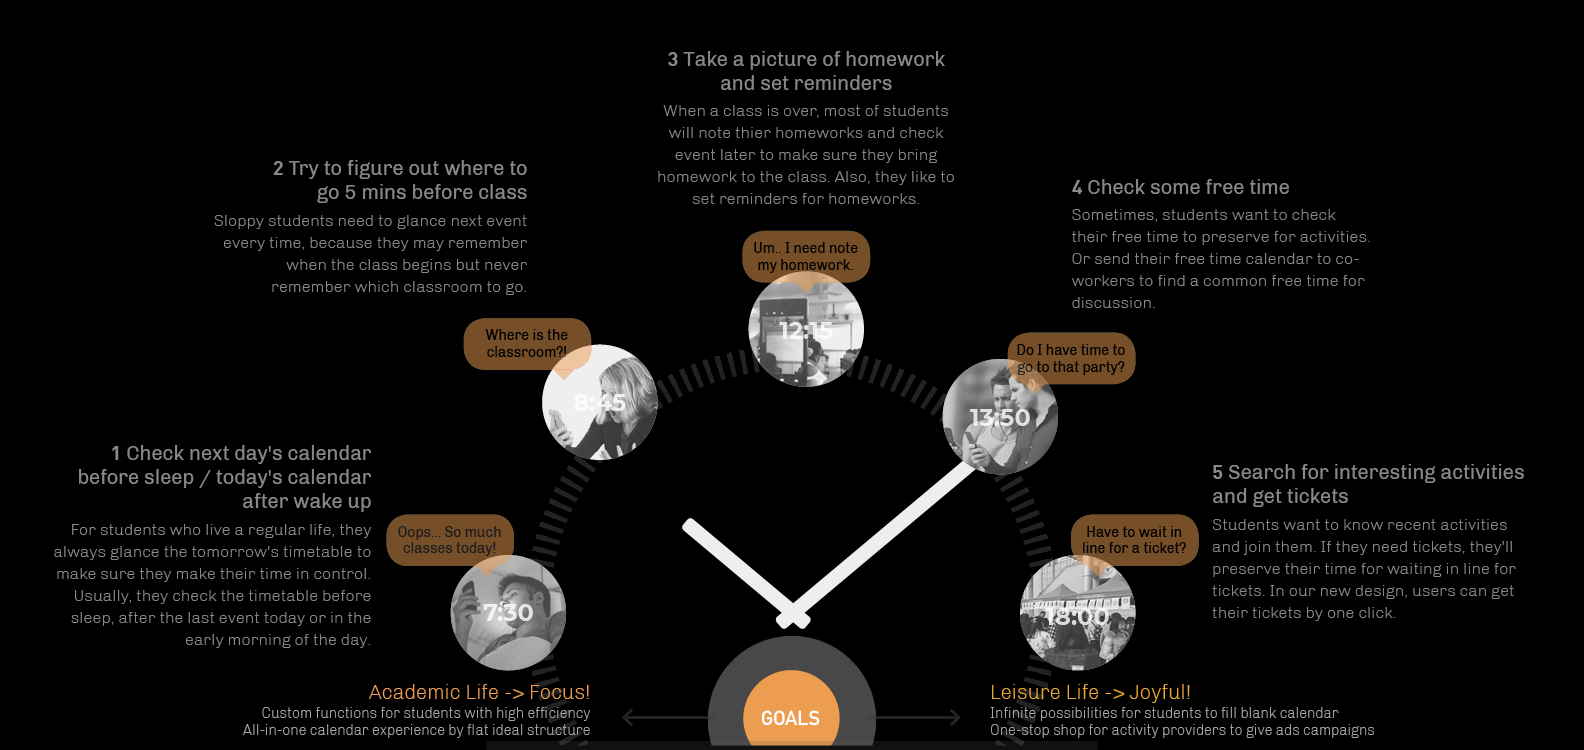 3 Take a picture of homework
and set reminders
When a class is over, most of students
will note thier homeworks and check
event later to make sure they bring
homework to the class. Also, they like to
set reminders for homeworks.
2 Try to figure out where to
go 5 mins before class
Sloppy students need to glance next event
every time, because they may remember
when the class begins but never
remember which classroom to go.
4 Check some free time
Sometimes, students want to check
their free time to preserve for activities.
Or send their free time calendar to co-
workers to find a common free time for
discussion.
Um.. I need note
my homework.
12:15
Where is the
classroom?!
8:45
Do I have time to
go to that party?
13:50
1 Check next day's calendar
before sleep / today's calendar
after wake up
For students who live a regular life, they
always glance the tomorrow's timetable to
make sure they make their time in control.
Usually, they check the timetable before
sleep, after the last event today or in the
early morning of the day.
Oops... So much
classes today!
7:30
Have to wait in
line for a ticket?
18:00
5 Search for interesting activities
and get tickets
Students want to know recent activities
and join them. If they need tickets, they'll
preserve their time for waiting in line for
tickets. In our new design, users can get
their tickets by one click.
Academic Life -> Focus!
Custom functions for students with high efficiency
All-in-one calendar experience by flat ideal structure
GOALS
Leisure Life -> Joyful!
Infinite possibilities for students to fill blank calendar
One-stop shop for activity providers to give ads campaigns